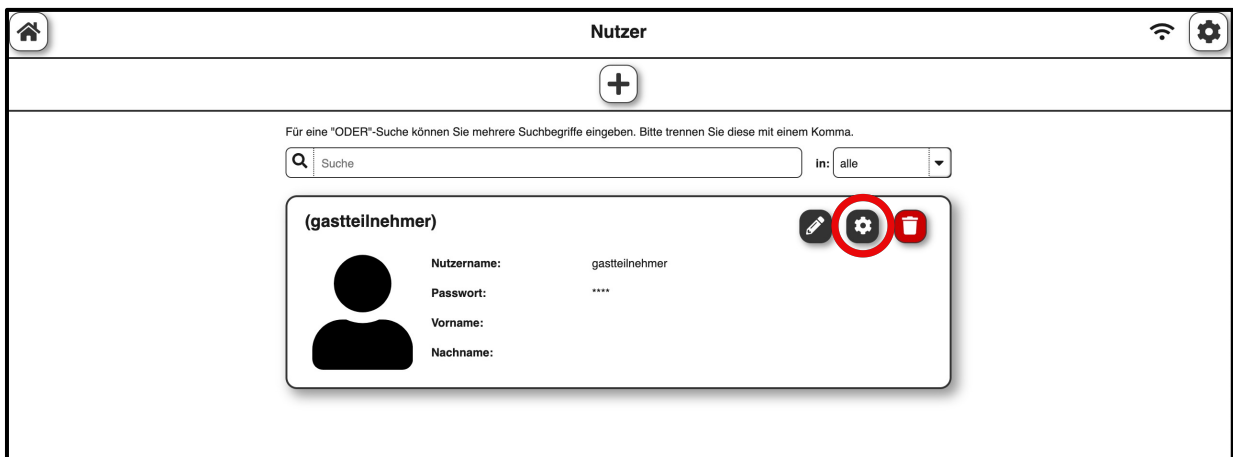 Nutzer
Für eine "ODER"-Suche können Sie mehrere Suchbegriffe eingeben. Bitte trennen Sie diese mit einem Komma.
Suche in: alle
(gastteilnehmer)
Nutzername: gastteilnehmer
Passwort: ****
Vorname:
Nachname: